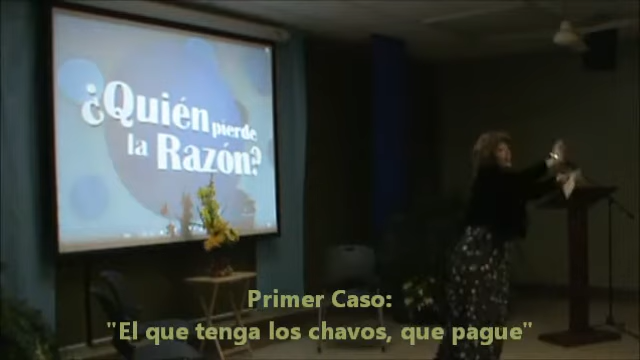 ¿Quién pierde
la Razón?
Primer Caso:
"El que tenga los chavos, que pague"